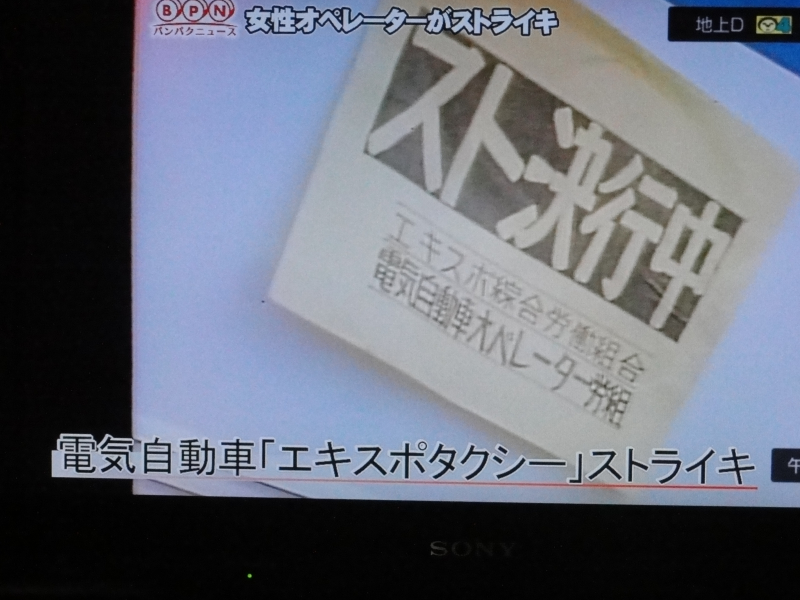 BPN
バンパクニュース
女性オペレーターがストライキ
地上D
スト決行中
エキスポ綜合労働組合
電気自動車オペレーター労組
電気自動車「エキスポタクシー」ストライキ
午
SONY